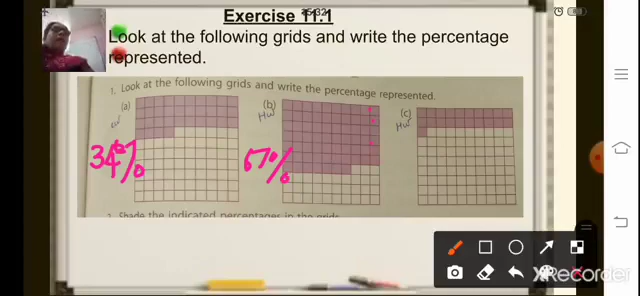 Exercise 11.1
Look at the following grids and write the percentage
represented.
1. Look at the following grids and write the percentage represented.
(a)
(b)
(c)
HW
HW
34%
67%
2. Shade the indicated percentages in the grids
XRecorder